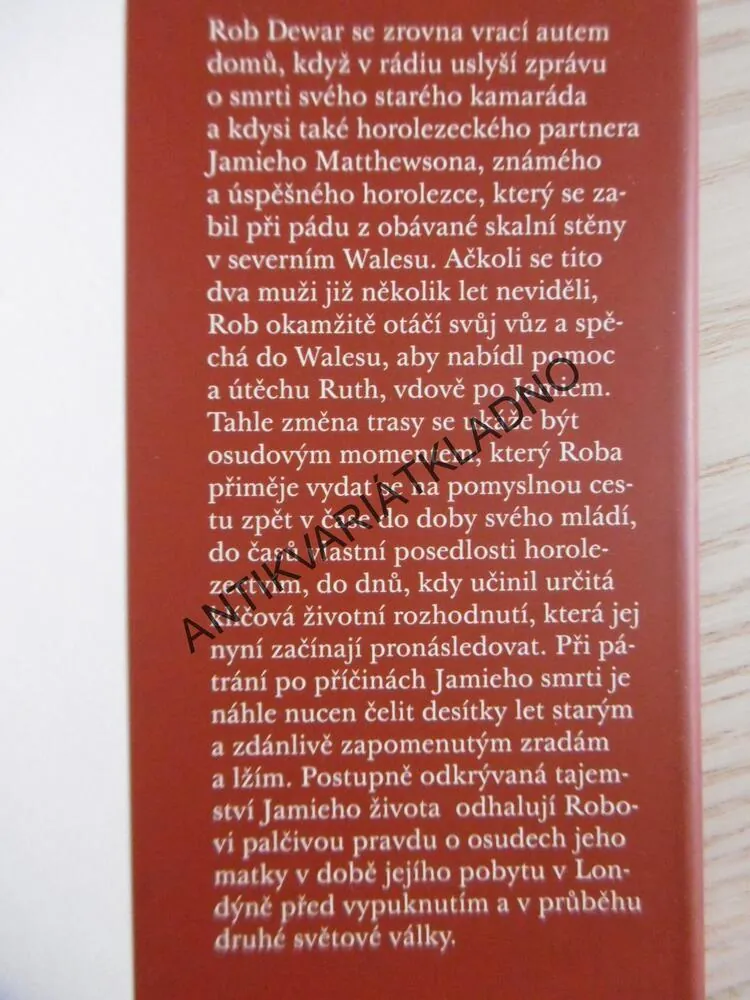 Rob Dewar se zrovna vrací autem
domů, když v rádiu uslyší zprávu
o smrti svého starého kamaráda
a kdysi také horolezeckého partnera
Jamieho Matthewsona, známého
a úspěšného horolezce, který se za-
bil při pádu z obávané skalní stěny
v severním Walesu. Ačkoli se tito
dva muži již několik let neviděli,
Rob okamžitě otáčí svůj vůz a spě-
chá do Walesu, aby nabídl pomoc
a útěchu Ruth, vdově po Jamiem.
Tahle změna trasy se ukáže být
osudovým momentem, který Roba
přiměje vydat se na pomyslnou ces-
tu zpět v čase do doby svého mládí,
do časů vlastní posedlosti horole-
zectvím, do dnů, kdy učinil určitá
klíčová životní rozhodnutí, která jej
nyní začínají pronásledovat. Při pá-
trání po příčinách Jamieho smrti je
náhle nucen čelit desítky let starým
a zdánlivě zapomenutým zradám
a lžím. Postupně odkrývaná tajem-
ství Jamieho života odhalují Robo-
vi palčivou pravdu o osudech jeho
matky v době jejího pobytu v Lon-
dýně před vypuknutím a v průběhu
druhé světové války.
ANTIKVARIÁTKLADNO